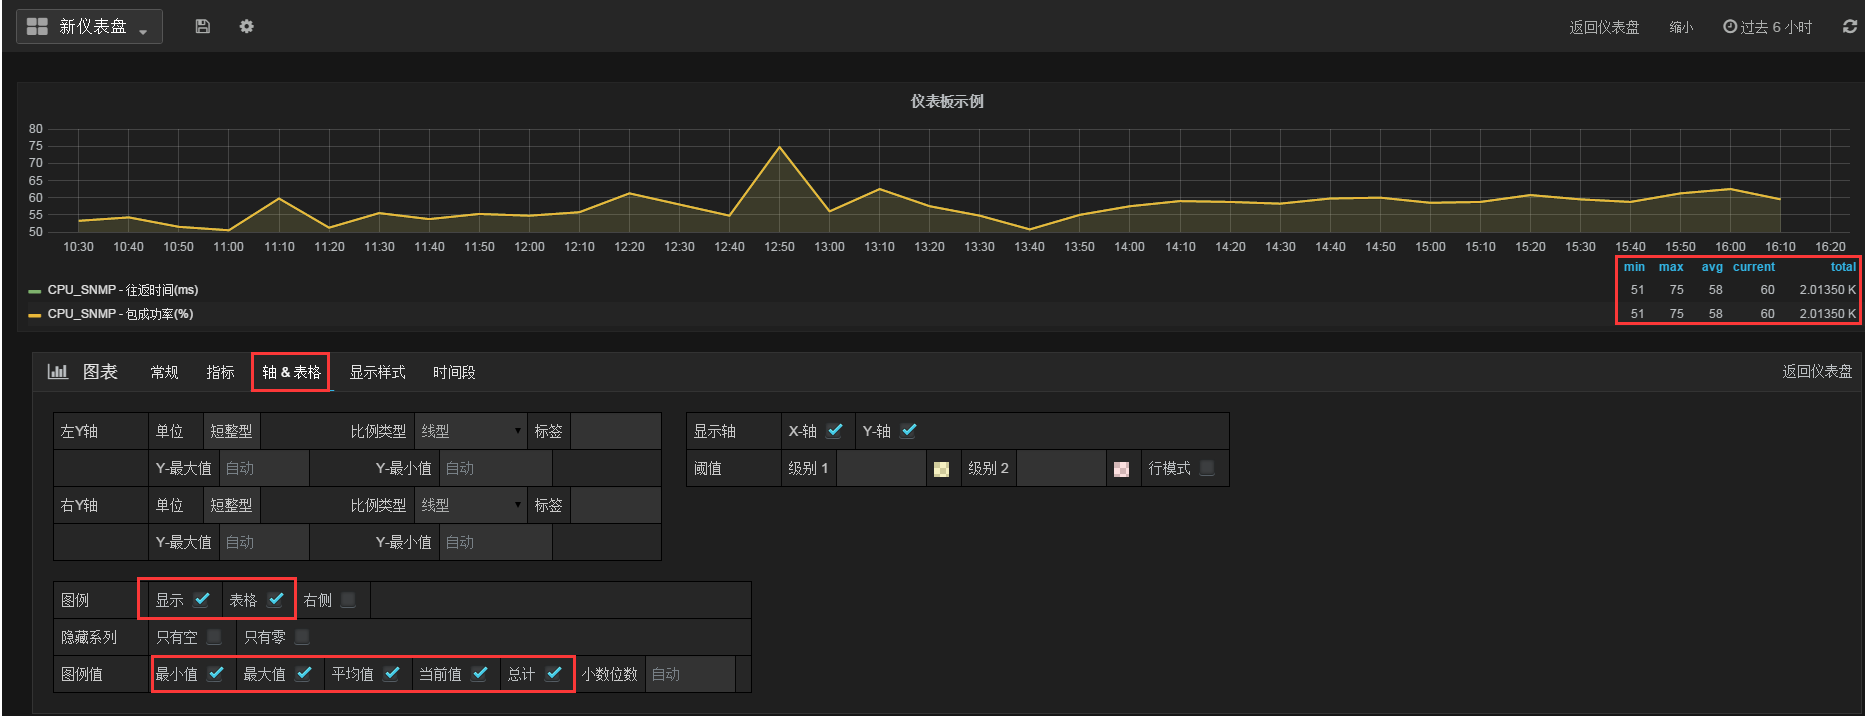 新仪表盘
返回仪表盘 缩小 过去 6 小时
仪表板示例
80
75
70
65
60
55
50
10:30 10:40 10:50 11:00 11:10 11:20 11:30 11:40 11:50 12:00 12:10 12:20 12:30 12:40 12:50 13:00 13:10 13:20 13:30 13:40 13:50 14:00 14:10 14:20 14:30 14:40 14:50 15:00 15:10 15:20 15:30 15:40 15:50 16:00 16:10 16:20
min max avg current total
CPU_SNMP - 往返时间(ms) 51 75 58 60 2.01350 K
CPU_SNMP - 包成功率(%) 51 75 58 60 2.01350 K
图表 常规 指标 轴 & 表格 显示样式 时间段 返回仪表盘
左Y轴 单位 短整型 比例类型 线型 标签
Y-最大值 自动 Y-最小值 自动
右Y轴 单位 短整型 比例类型 线型 标签
Y-最大值 自动 Y-最小值 自动
显示轴 X-轴 Y-轴
阈值 级别 1 级别 2 行模式
图例 显示 表格 右侧
隐藏系列 只有空 只有零
图例值 最小值 最大值 平均值 当前值 总计 小数位数 自动